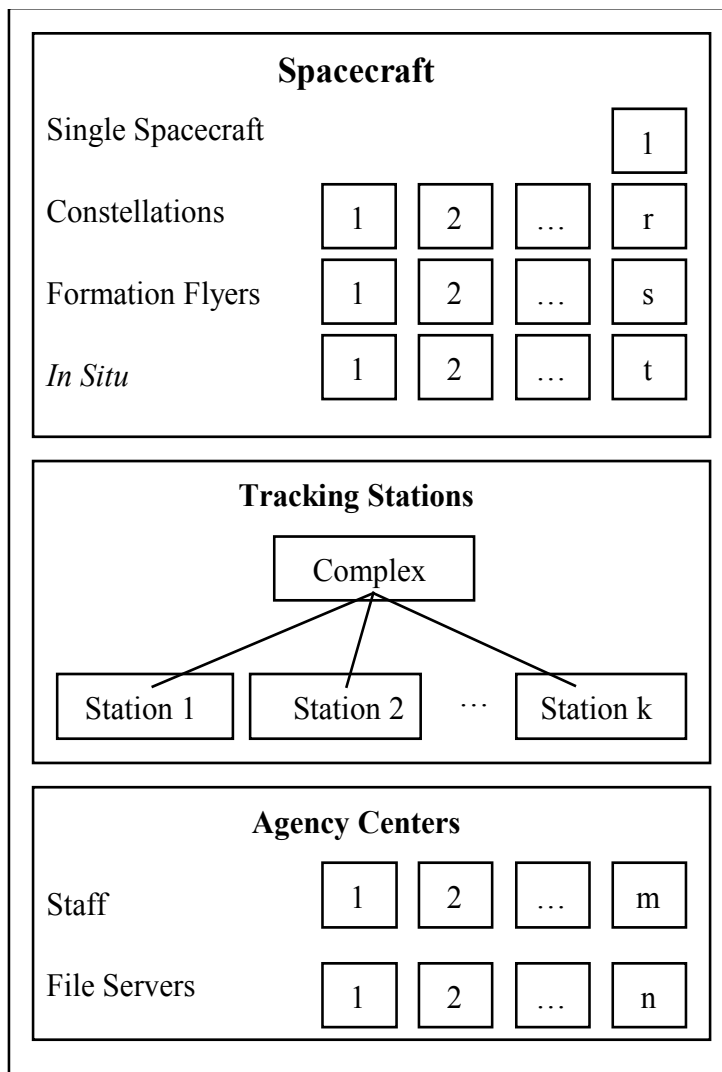 Spacecraft
Single Spacecraft 1
Constellations 1 2 … r
Formation Flyers 1 2 … s
In Situ 1 2 … t
Tracking Stations
Complex
Station 1 Station 2 … Station k
Agency Centers
Staff 1 2 … m
File Servers 1 2 … n